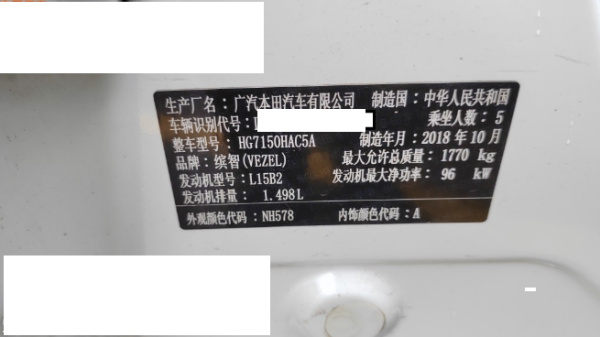 生产厂名：广汽本田汽车有限公司 制造国：中华人民共和国
车辆识别代号： 乘坐人数：5
整车型号：HG7150HAC5A 制造年月：2018年10月
品牌：缤智(VEZEL) 最大允许总质量：1770 kg
发动机型号：L15B2 发动机最大净功率：96 kW
发动机排量：1.498L
外观颜色代码：NH578 内饰颜色代码：A